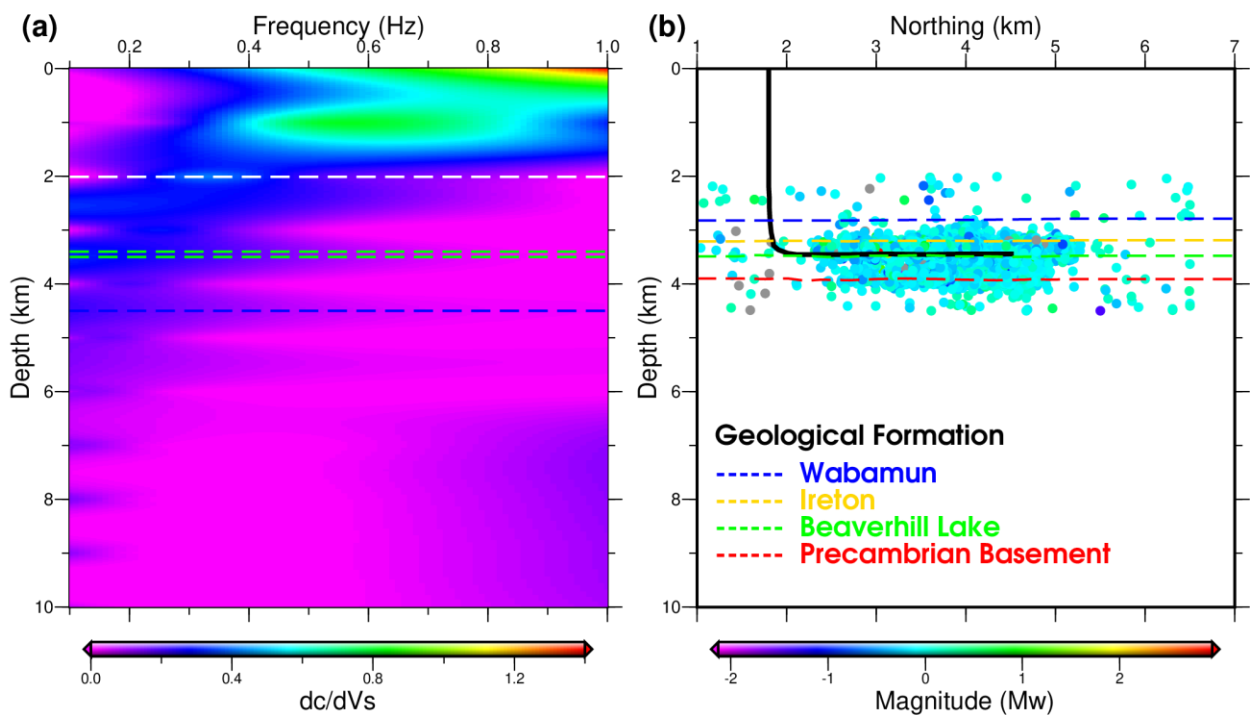 (a)
Frequency (Hz)
0.2 0.4 0.6 0.8 1.0
0
2
4
6
8
10
Depth (km)
0.0 0.4 0.8 1.2
dc/dVs
(b)
Northing (km)
1 2 3 4 5 6 7
0
2
4
6
8
10
Depth (km)
Geological Formation
Wabamun
Ireton
Beaverhill Lake
Precambrian Basement
-2 -1 0 1 2
Magnitude (Mw)